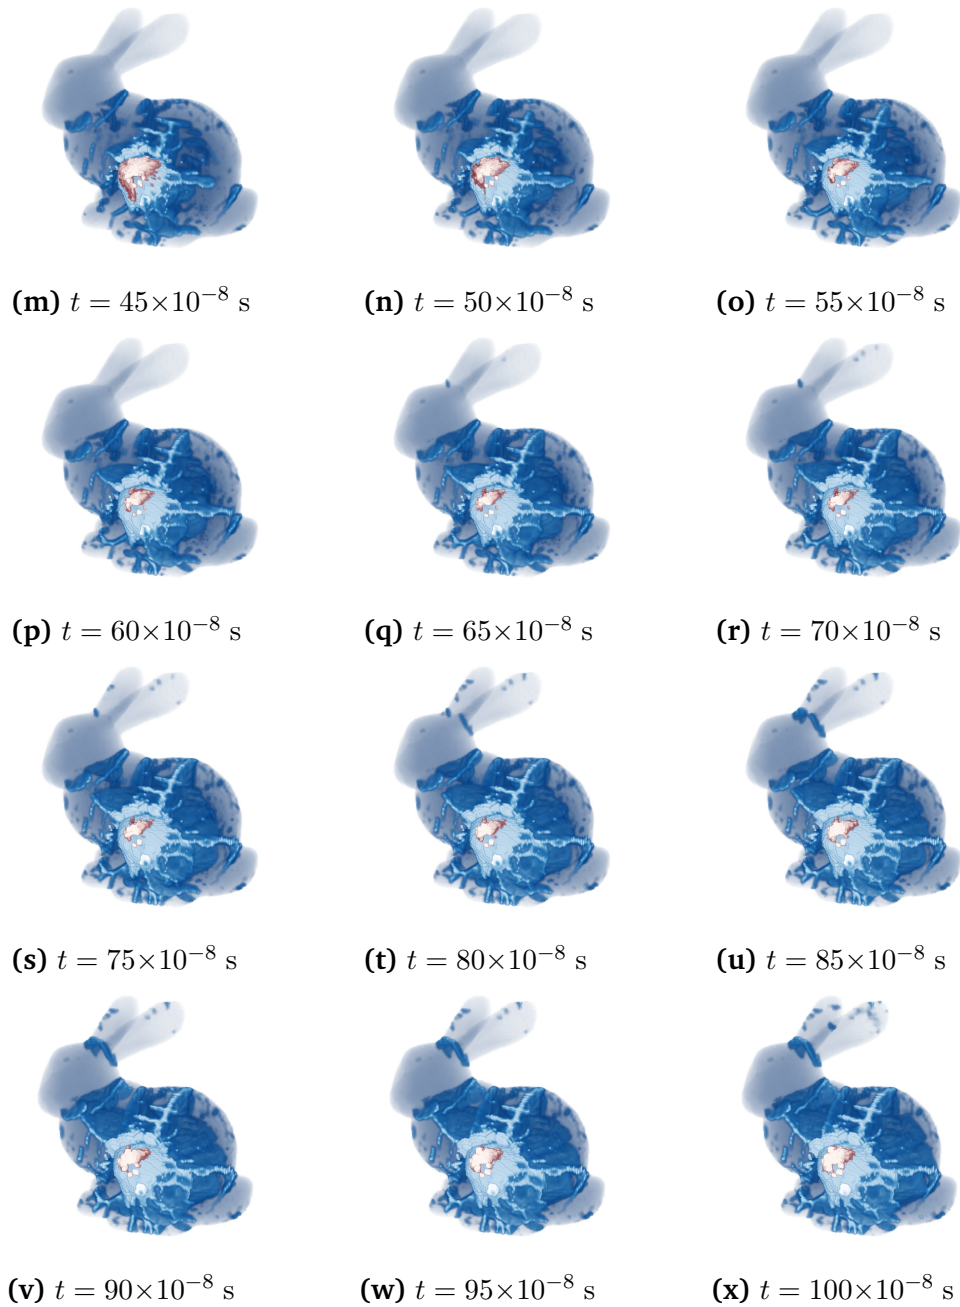 (m) t = 45×10⁻⁸ s (n) t = 50×10⁻⁸ s (o) t = 55×10⁻⁸ s
(p) t = 60×10⁻⁸ s (q) t = 65×10⁻⁸ s (r) t = 70×10⁻⁸ s
(s) t = 75×10⁻⁸ s (t) t = 80×10⁻⁸ s (u) t = 85×10⁻⁸ s
(v) t = 90×10⁻⁸ s (w) t = 95×10⁻⁸ s (x) t = 100×10⁻⁸ s